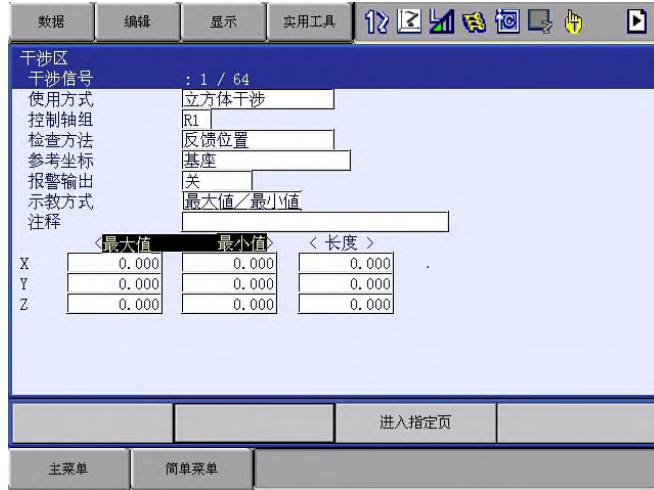 数据 编辑 显示 实用工具
干涉区
干涉信号 : 1 / 64
使用方式 立方体干涉
控制轴组 R1
检查方法 反馈位置
参考坐标 基座
报警输出 关
示教方式 最大值／最小值
注释
<最大值 最小值> < 长度 >
X 0.000 0.000 0.000
Y 0.000 0.000 0.000
Z 0.000 0.000 0.000
进入指定页
主菜单 简单菜单